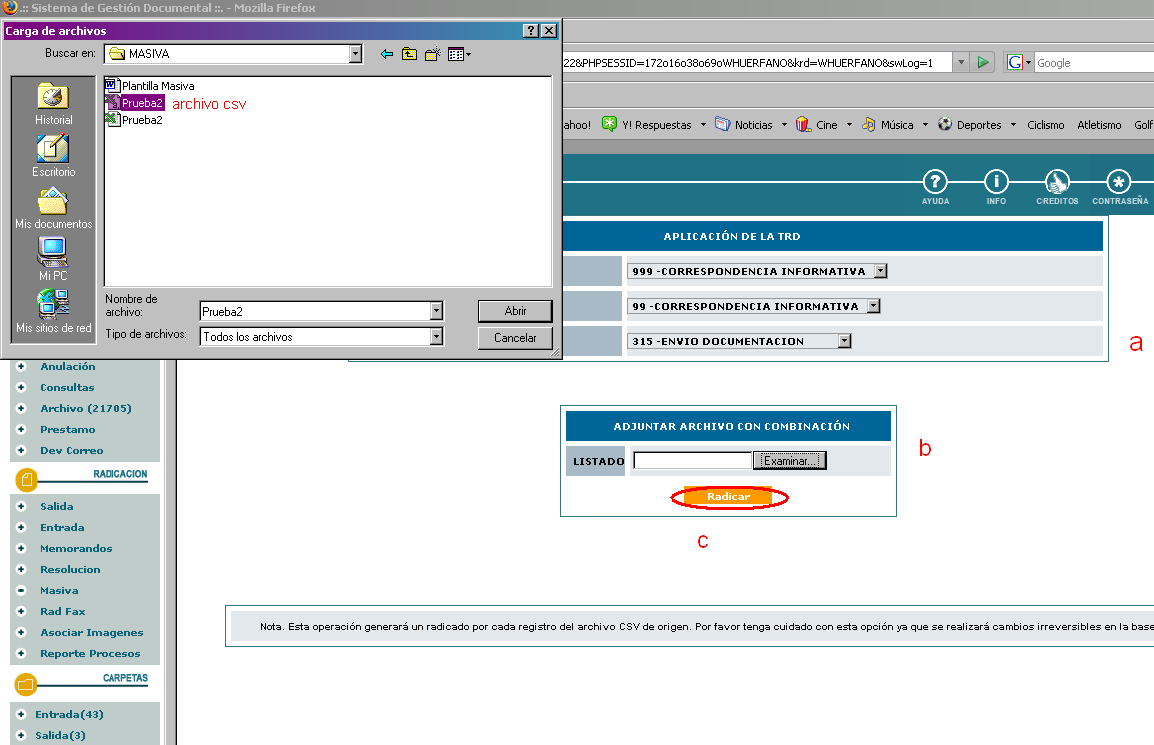 .:: Sistema de Gestión Documental ::. - Mozilla Firefox
Carga de archivos
Buscar en: MASIVA
Plantilla Masiva
Prueba2 archivo csv
Prueba2
Historial
Escritorio
Mis documentos
Mi PC
Mis sitios de red
Nombre de archivo: Prueba2
Abrir
Tipo de archivos: Todos los archivos
Cancelar
22&PHPSESSID=172o16o38o69oWHUERFANO&krd=WHUERFANO&swLog=1
G Google
ahoo! Y! Respuestas Noticias Cine Música Deportes Ciclismo Atletismo Golf
AYUDA INFO CREDITOS CONTRASEÑA
APLICACIÓN DE LA TRD
999 -CORRESPONDENCIA INFORMATIVA
99 -CORRESPONDENCIA INFORMATIVA
315 -ENVIO DOCUMENTACION
a
Anulación
Consultas
Archivo (21705)
Prestamo
Dev Correo
RADICACION
Salida
Entrada
Memorandos
Resolucion
Masiva
Rad Fax
Asociar Imagenes
Reporte Procesos
CARPETAS
Entrada(43)
Salida(3)
ADJUNTAR ARCHIVO CON COMBINACIÓN
b
LISTADO Examinar...
Radicar
c
Nota. Esta operación generará un radicado por cada registro del archivo CSV de origen. Por favor tenga cuidado con esta opción ya que se realizará cambios irreversibles en la base